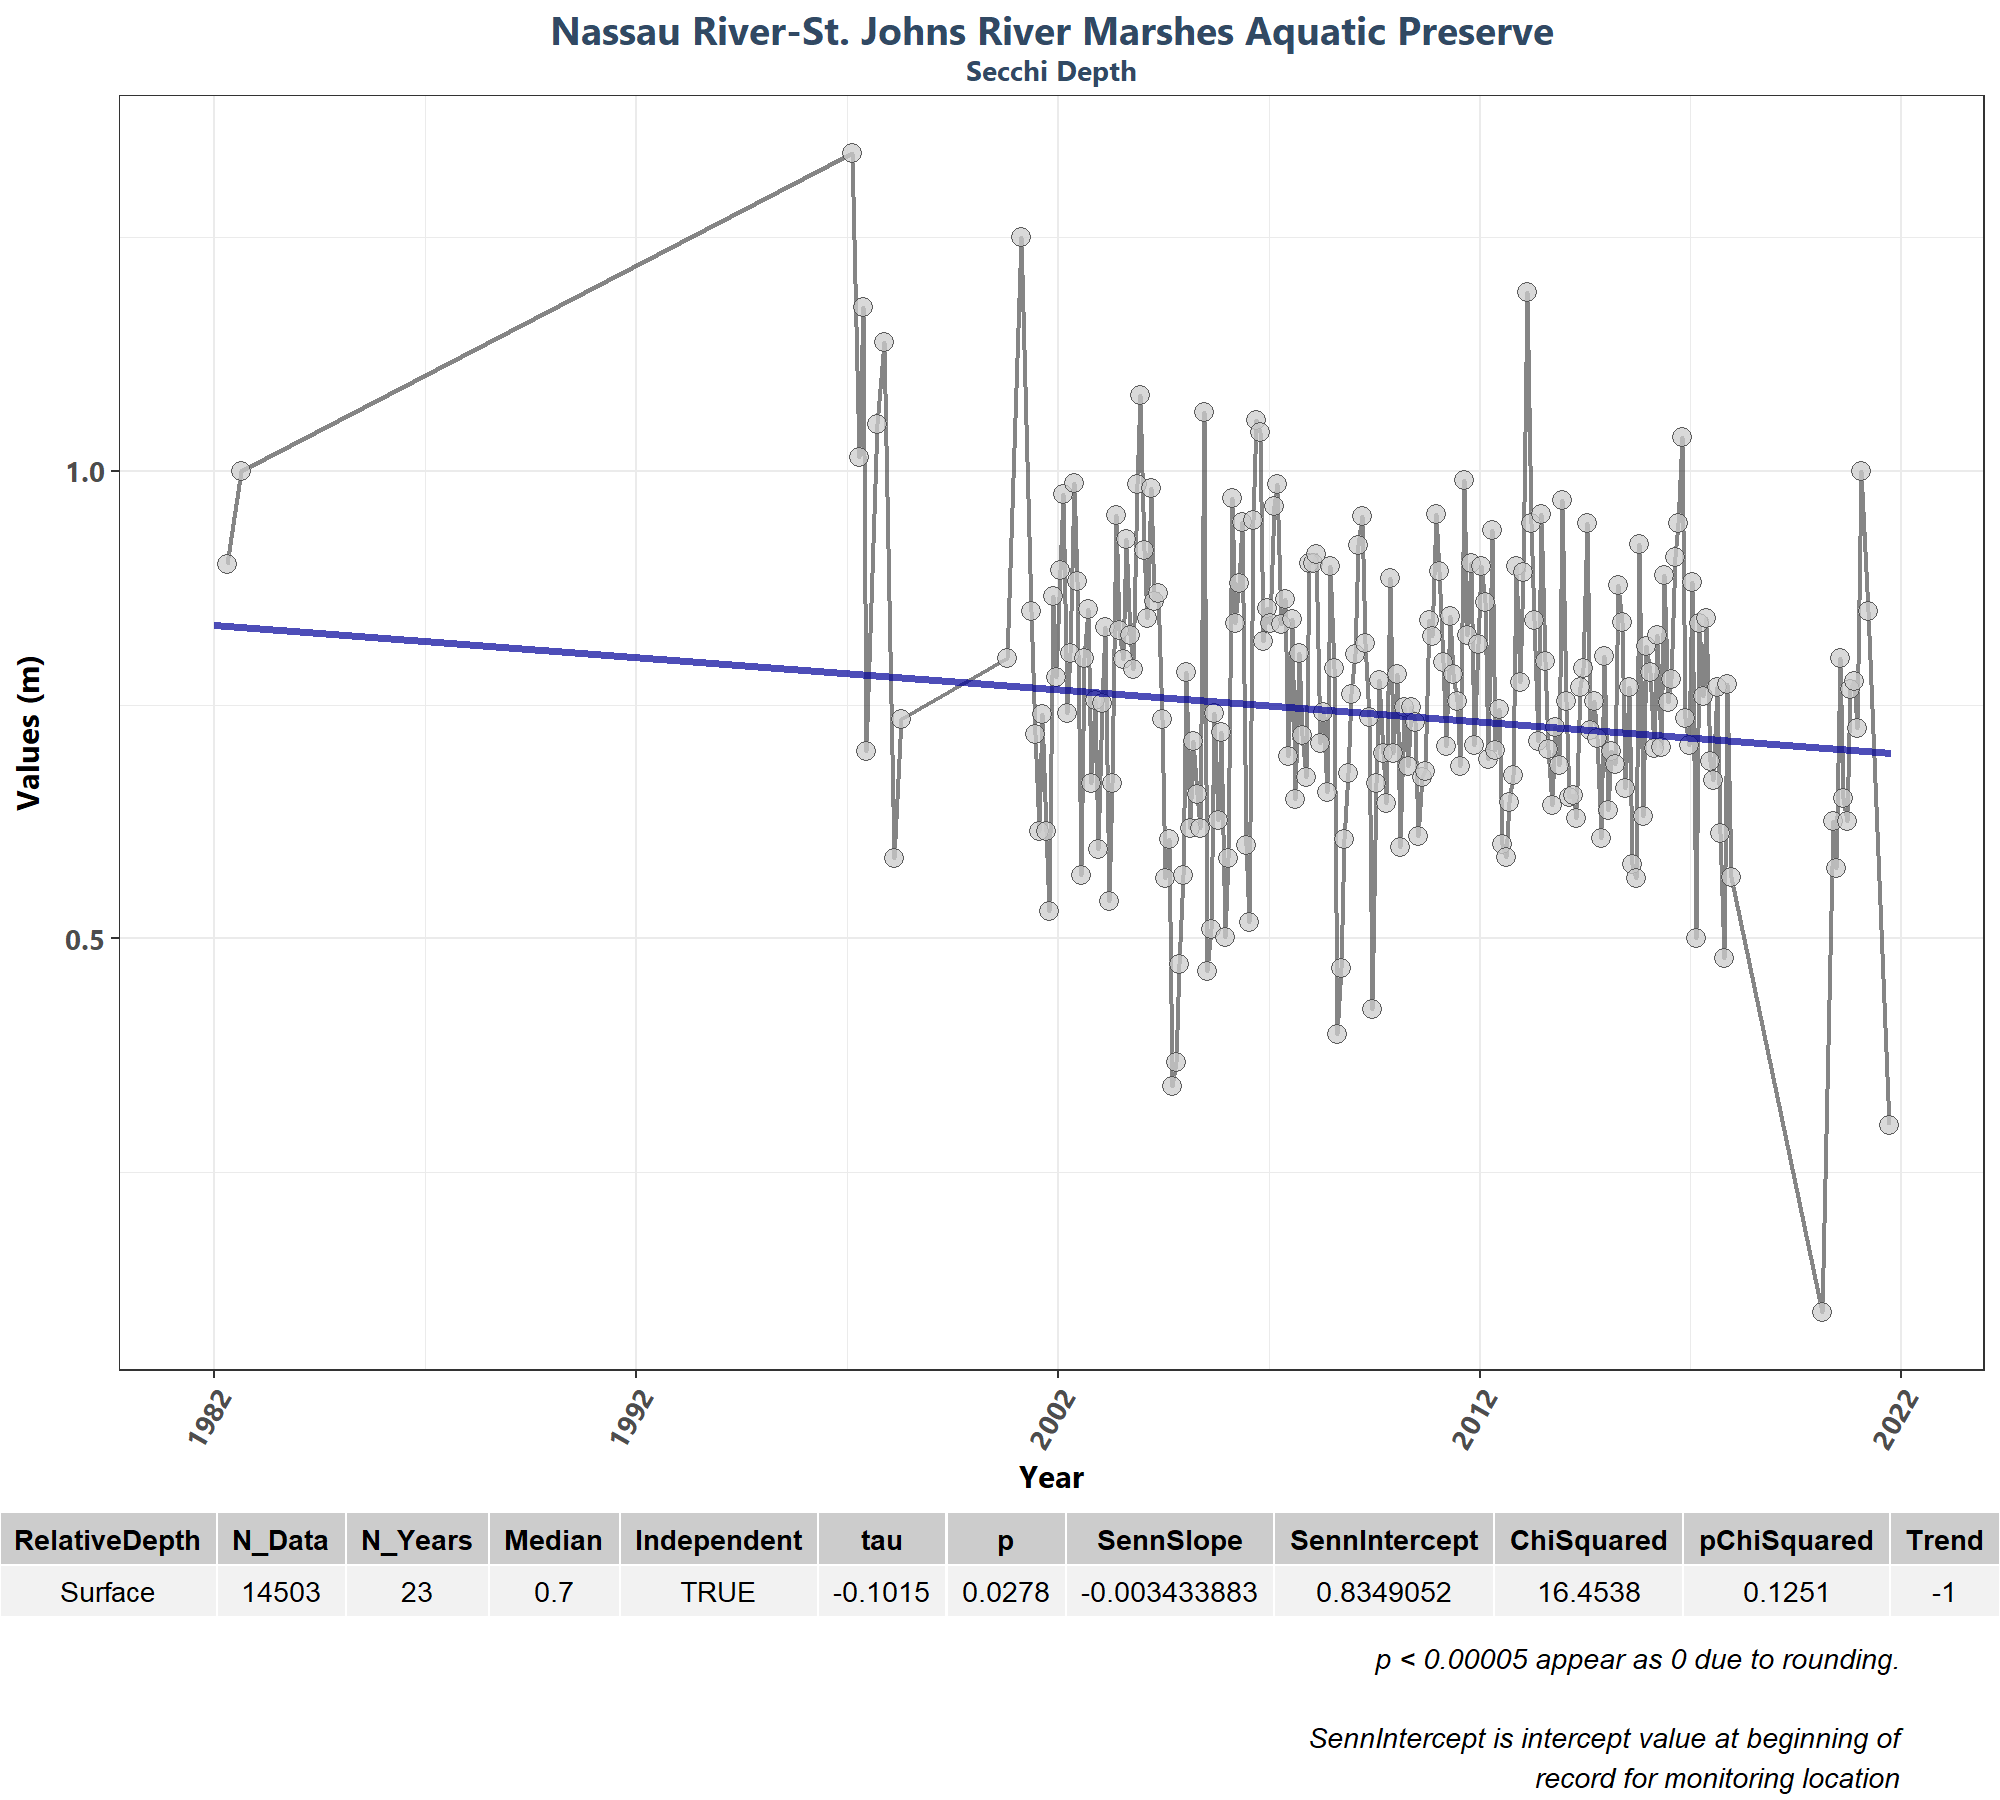 Nassau River-St. Johns River Marshes Aquatic Preserve
Secchi Depth
Values (m)
1.0
0.5
1982
1992
2002
2012
2022
Year
RelativeDepth N_Data N_Years Median Independent tau p SennSlope SennIntercept ChiSquared pChiSquared Trend
Surface 14503 23 0.7 TRUE -0.1015 0.0278 -0.003433883 0.8349052 16.4538 0.1251 -1
p < 0.00005 appear as 0 due to rounding.
SennIntercept is intercept value at beginning of
record for monitoring location